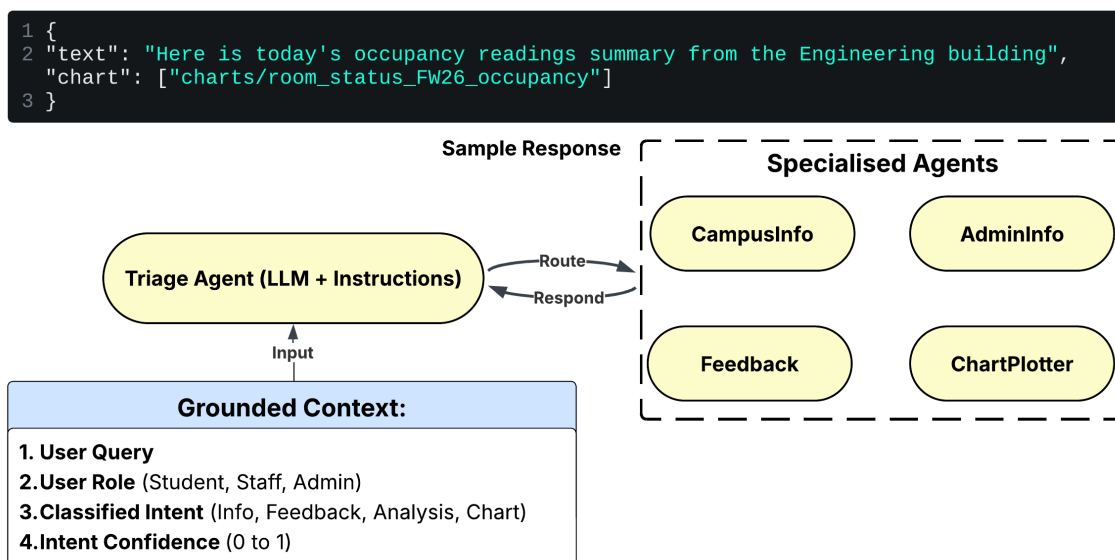 1 {
2 "text": "Here is today's occupancy readings summary from the Engineering building",
"chart": ["charts/room_status_FW26_occupancy"]
3 }
Sample Response
Specialised Agents
CampusInfo
AdminInfo
Triage Agent (LLM + Instructions)
Route
Respond
Feedback
ChartPlotter
Input
Grounded Context:
1. User Query
2.User Role (Student, Staff, Admin)
3.Classified Intent (Info, Feedback, Analysis, Chart)
4.Intent Confidence (0 to 1)